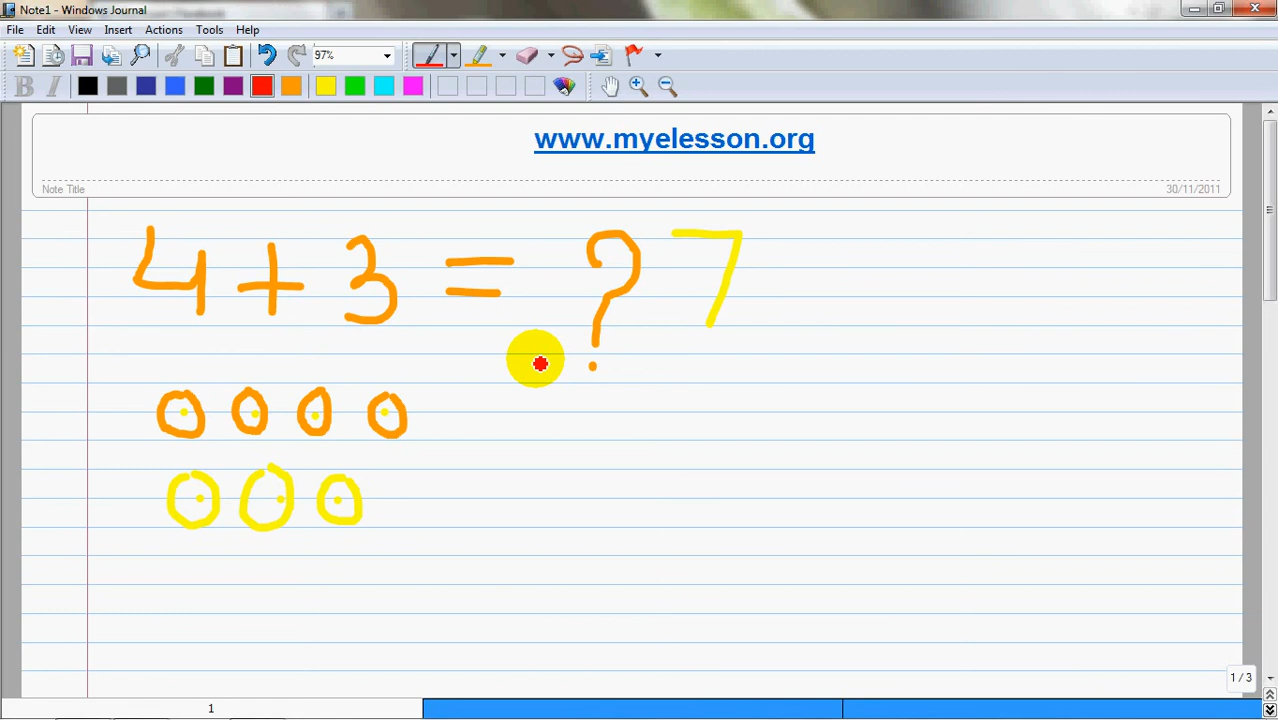 Note1 - Windows Journal
File Edit View Insert Actions Tools Help
97%
B I
www.myelesson.org
Note Title 30/11/2011
4+3=? 7
1/3
1